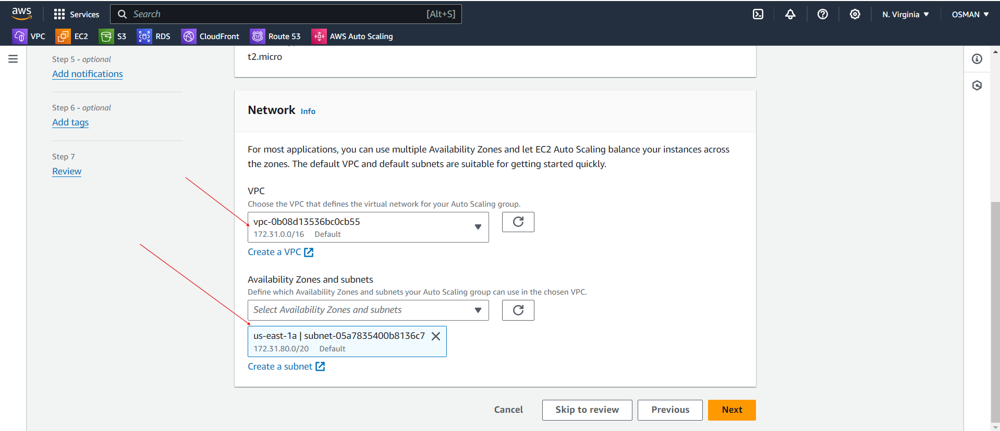 aws
Services
Search
[Alt+S]
N. Virginia
OSMAN
VPC
EC2
S3
RDS
CloudFront
Route 53
AWS Auto Scaling
Step 5 - optional
Add notifications
Step 6 - optional
Add tags
Step 7
Review
t2.micro
Network Info
For most applications, you can use multiple Availability Zones and let EC2 Auto Scaling balance your instances across
the zones. The default VPC and default subnets are suitable for getting started quickly.
VPC
Choose the VPC that defines the virtual network for your Auto Scaling group.
vpc-0b08d13536bc0cb55
172.31.0.0/16 Default
Create a VPC
Availability Zones and subnets
Define which Availability Zones and subnets your Auto Scaling group can use in the chosen VPC.
Select Availability Zones and subnets
us-east-1a | subnet-05a7835400b8136c7
172.31.80.0/20 Default
Create a subnet
Cancel
Skip to review
Previous
Next